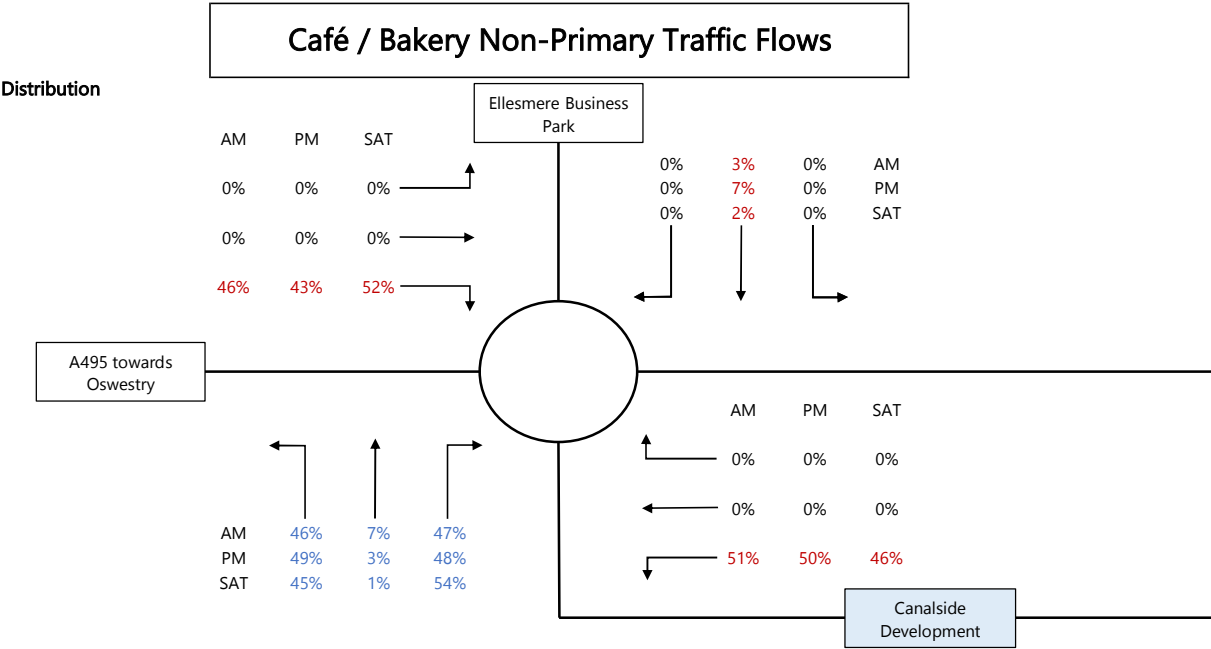 Café / Bakery Non-Primary Traffic Flows
Distribution
Ellesmere Business
Park
AM PM SAT
0% 0% 0%
0% 0% 0%
46% 43% 52%
0% 3% 0% AM
0% 7% 0% PM
0% 2% 0% SAT
A495 towards
Oswestry
AM PM SAT
0% 0% 0%
0% 0% 0%
51% 50% 46%
AM 46% 7% 47%
PM 49% 3% 48%
SAT 45% 1% 54%
Canalside
Development